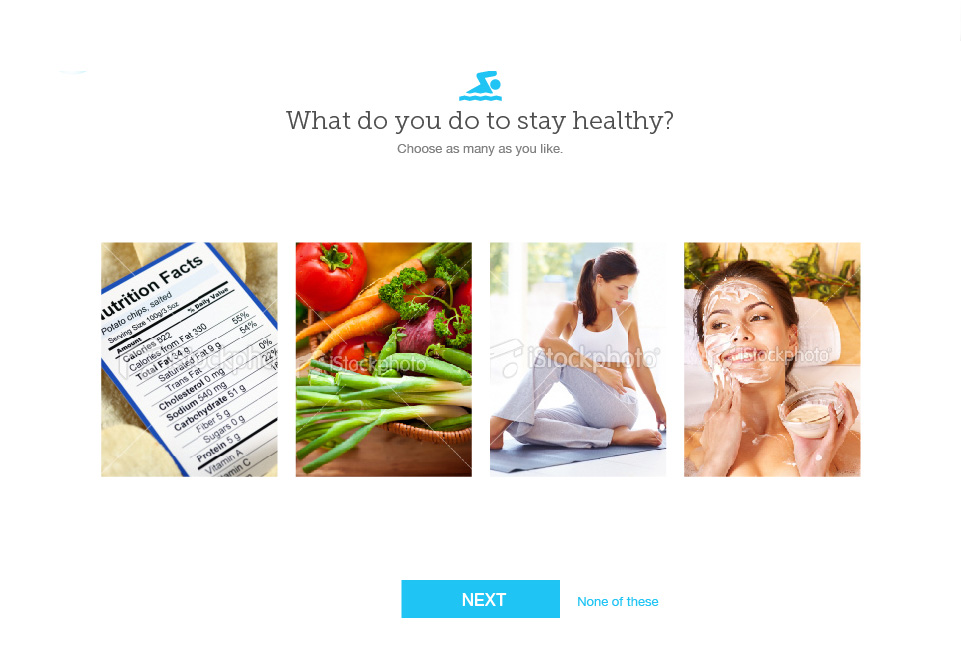 What do you do to stay healthy?
Choose as many as you like.
Nutrition Facts
Potato chips, salted
Serving Size 100g/3.5oz
Amount % Daily Value
Calories 522
Calories from Fat 330
Total Fat 34 g 55%
Saturated Fat 9 g 54%
Trans Fat
Cholesterol 0 mg 0%
Sodium 540 mg 22%
Carbohydrate 51 g
Fiber 5 g
Sugars 0 g
Protein 5 g
Vitamin A
Vitamin C
iStockphoto
iStockphoto
iStockphoto
NEXT
None of these